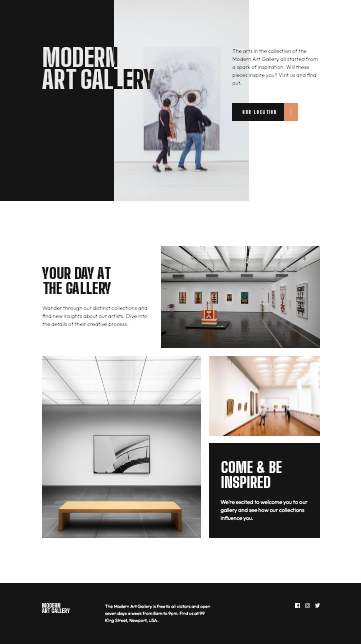 MODERN
ART GALLERY
The arts in the collection of the
Modern Art Gallery all started from
a spark of inspiration. Will these
pieces inspire you? Visit us and find
out.
OUR LOCATION
YOUR DAY AT
THE GALLERY
Wander through our distinct collections and
find new insights about our artists. Dive into
the details of their creative process.
COME & BE
INSPIRED
We're excited to welcome you to our
gallery and see how our collections
influence you.
MODERN
ART GALLERY
The Modern Art Gallery is free to all visitors and open
seven days a week from 8am to 9pm. Find us at 99
King Street, Newport, USA.